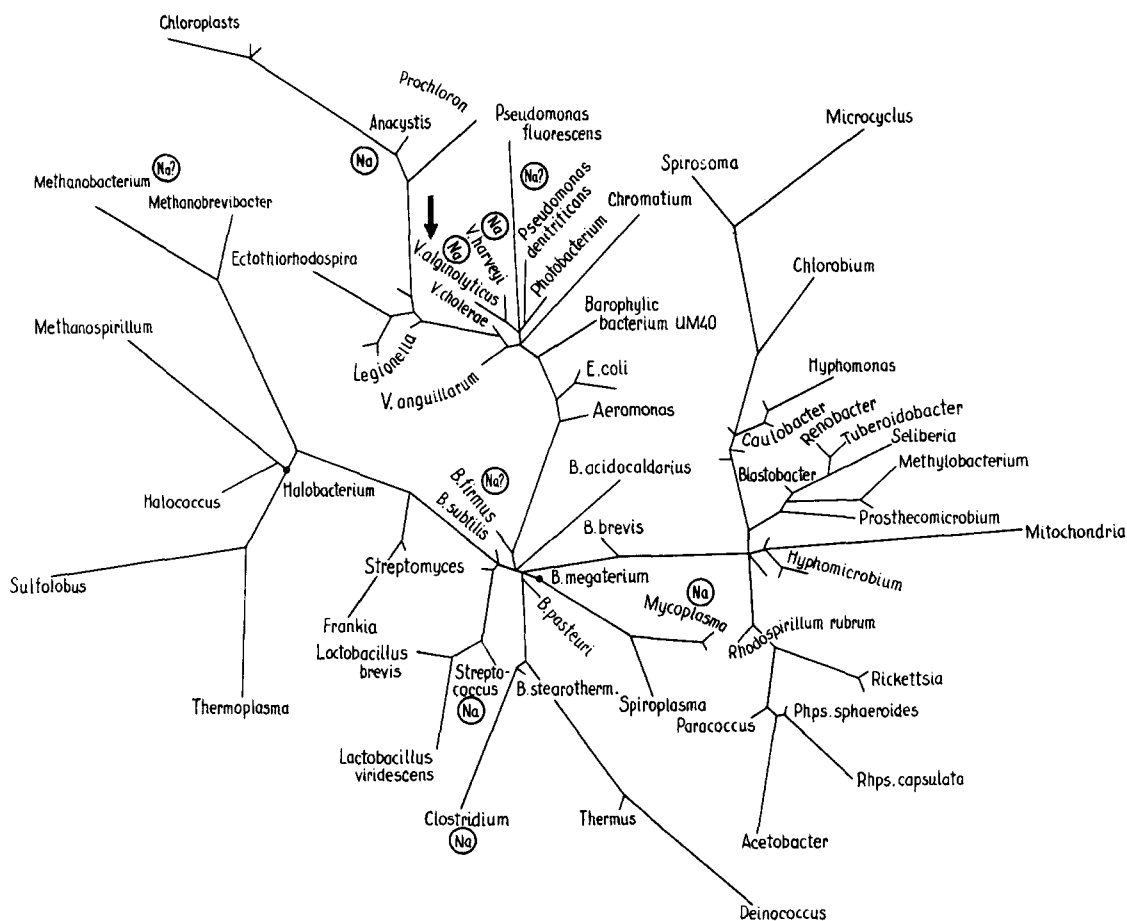 Chloroplasts
Prochloron
Anacystis
Na
Pseudomonas
fluorescens
Microcyclus
Spirosoma
Na?
Methanobacterium
Na?
Methanobrevibacter
Pseudomonas
denitrificans
Chromatium
Na
V.harveyi
Na
V.alginolyticus
V.cholerae
Photobacterium
Ectothiorhodospira
Chlorobium
Barophylic
bacterium UM40
Methanospirillum
Legionella
V. anguillarum
E.coli
Aeromonas
Hyphomonas
Caulobacter
Renobacter
Tuberoidobacter
Seliberia
Methylobacterium
Blastobacter
Prosthecomicrobium
Mitochondria
Hyphomicrobium
B.acidocaldarius
Na?
B.firmus
B.subtilis
B.brevis
Halococcus
Halobacterium
Streptomyces
B.megaterium
Sulfolobus
Frankia
B.pasteuri
Na
Mycoplasma
Rhodospirillum rubrum
Lactobacillus
brevis
Strepto-
coccus
Na
B.stearotherm.
Spiroplasma
Rickettsia
Paracoccus
Phps.sphaeroides
Thermoplasma
Lactobacillus
viridescens
Rhps.capsulata
Clostridium
Na
Thermus
Acetobacter
Deinococcus